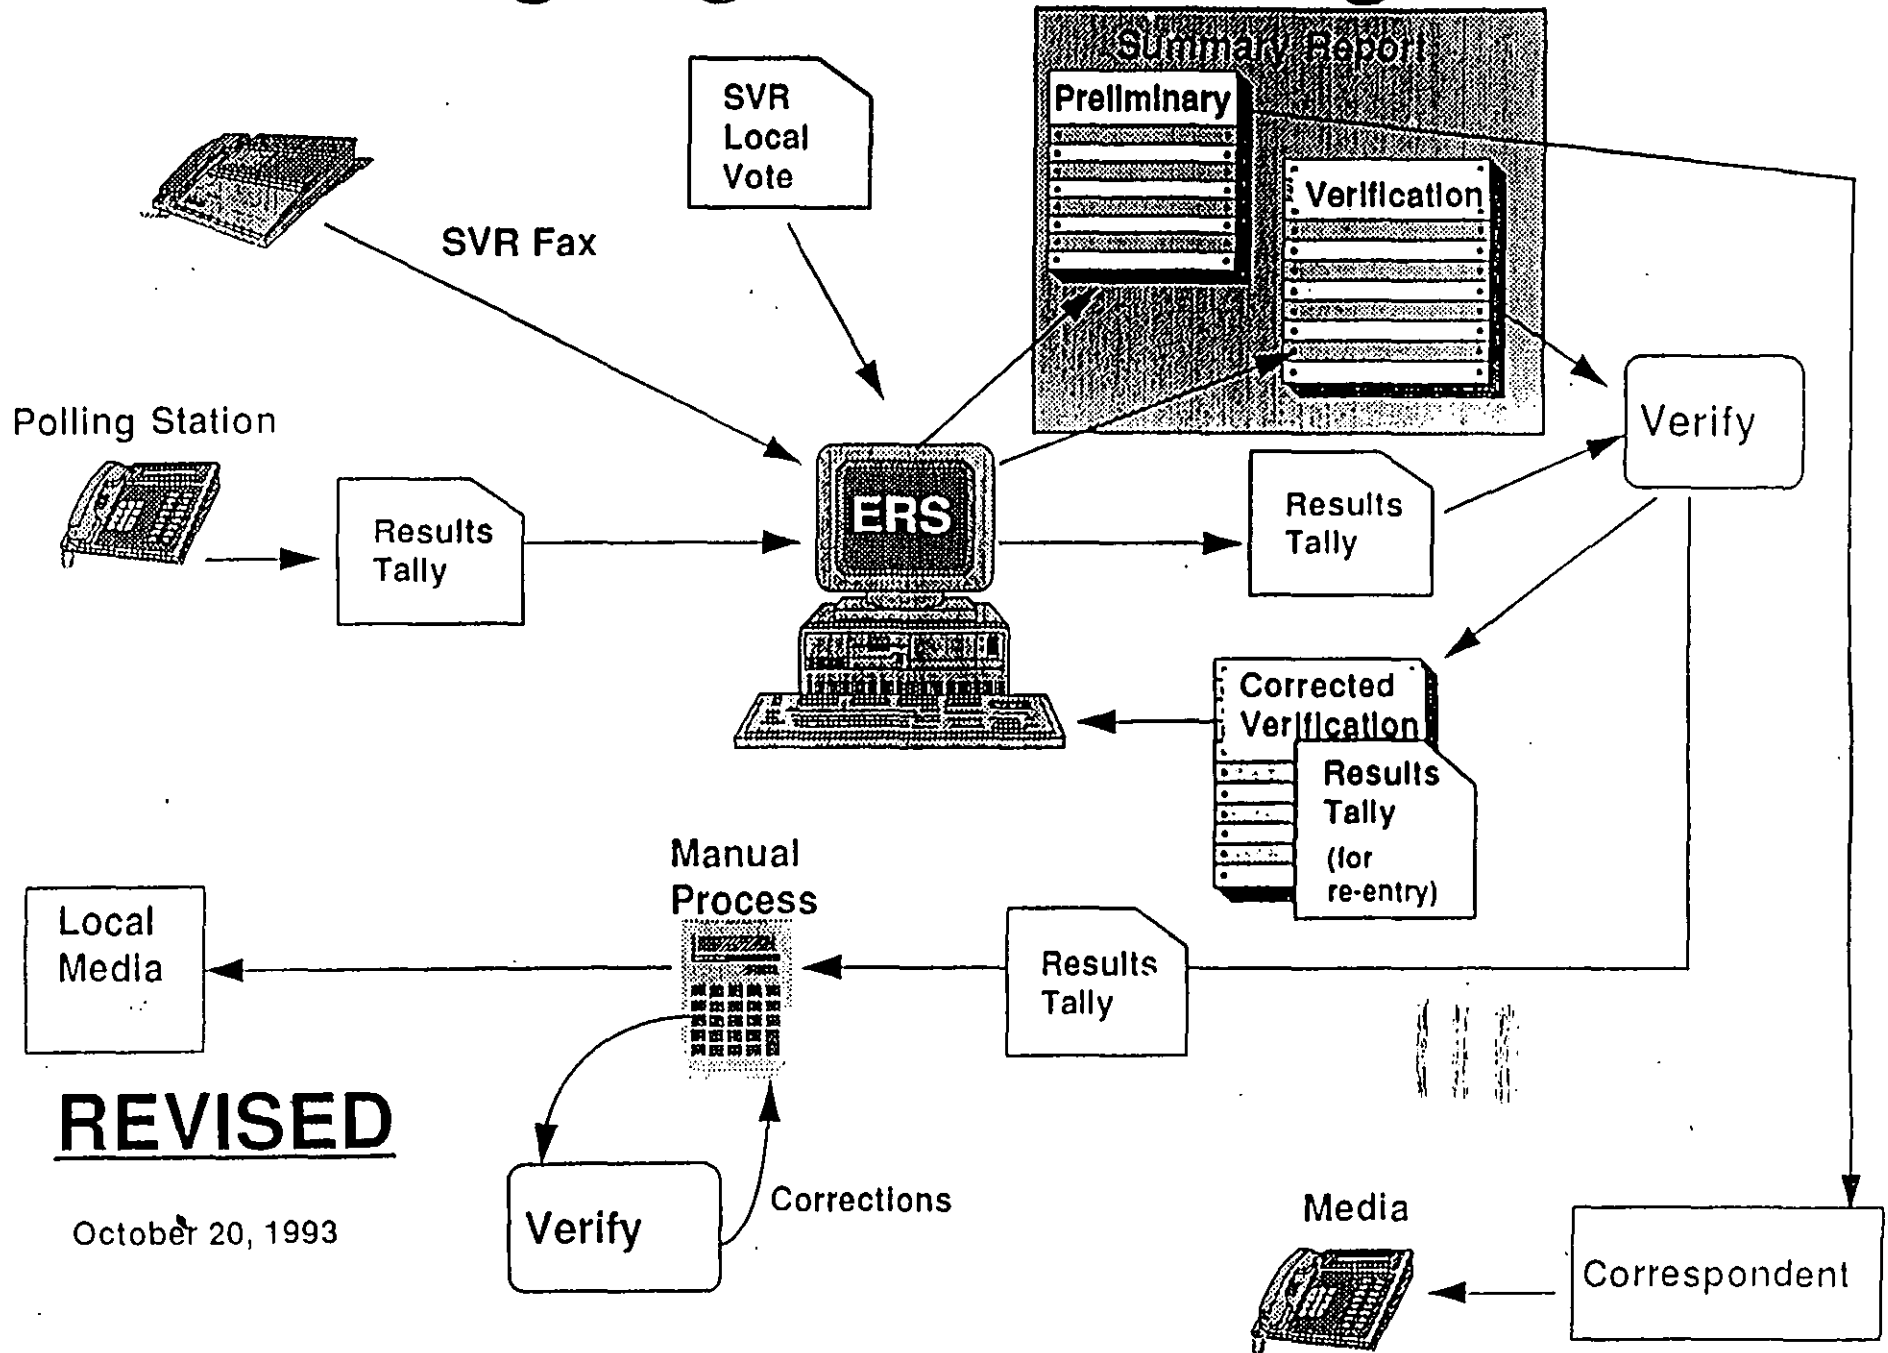 Summary Report
Preliminary
Verification
SVR
Local
Vote
SVR Fax
Polling Station
Results
Tally
ERS
Results
Tally
Verify
Corrected
Verification
Results
Tally
(for
re-entry)
Manual
Process
Local
Media
Results
Tally
REVISED
October 20, 1993
Verify
Corrections
Media
Correspondent